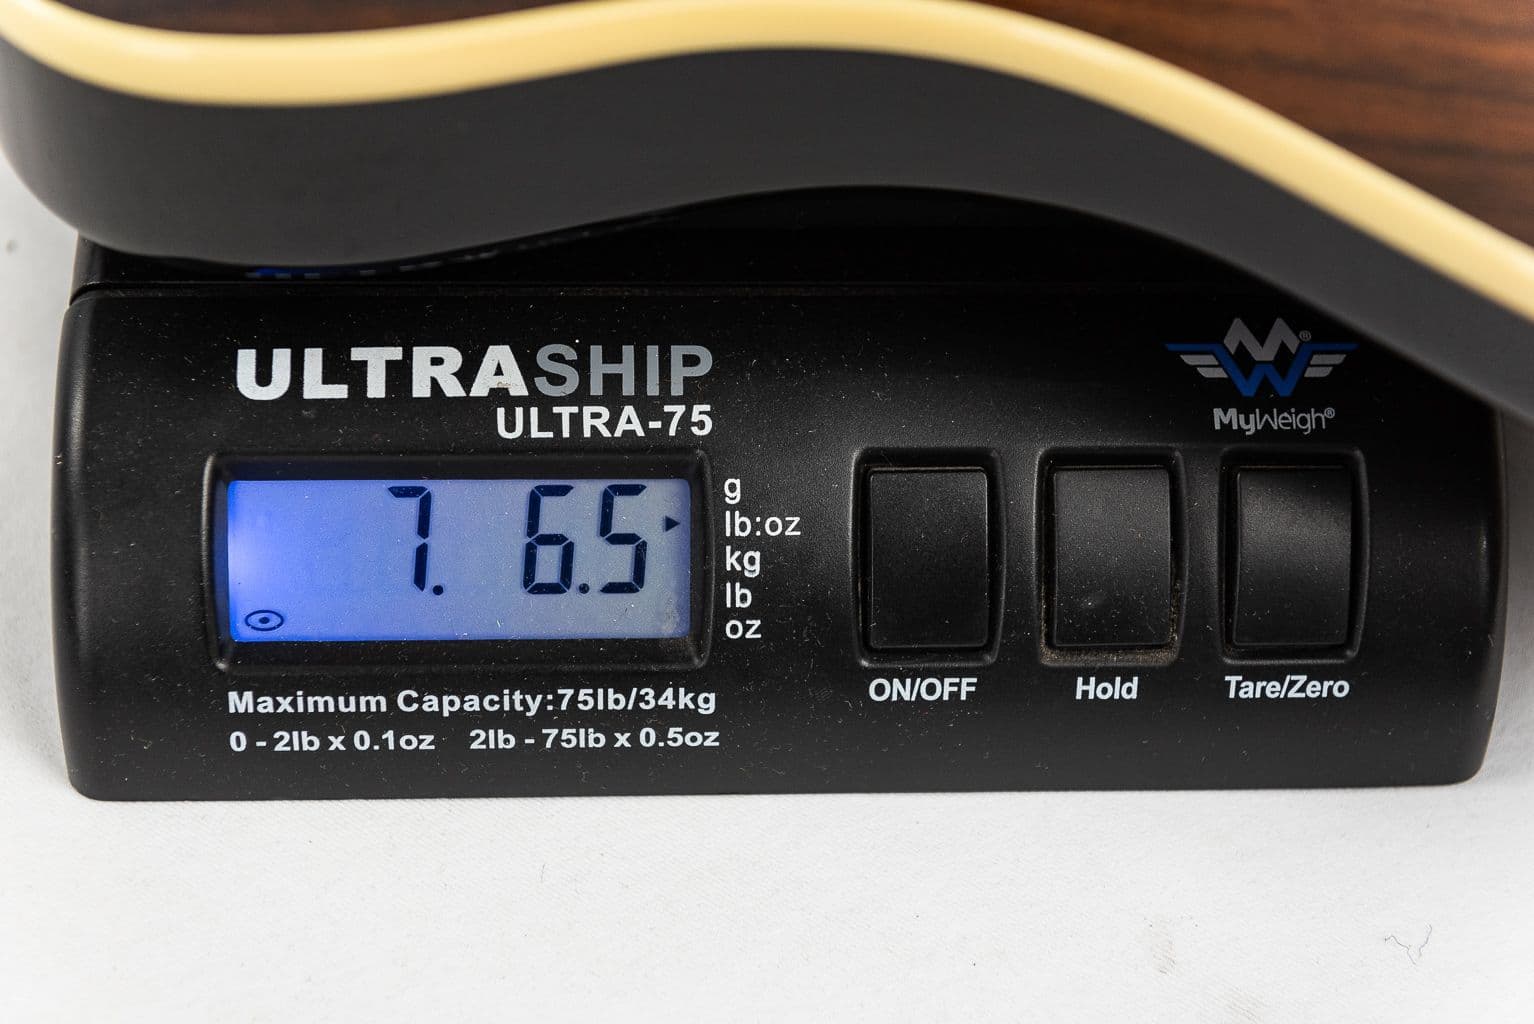 ULTRASHIP
ULTRA-75
MyWeigh®
7. 6.5
g
lb:oz
kg
lb
oz
ON/OFF
Hold
Tare/Zero
Maximum Capacity:75lb/34kg
0 - 2lb x 0.1oz 2lb - 75lb x 0.5oz